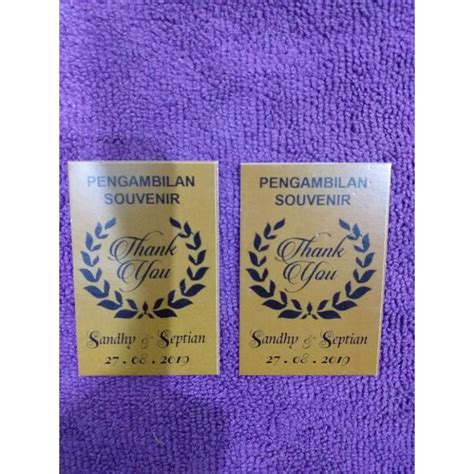 PENGAMBILAN
SOUVENIR
Thank
You
Sandhy & Septian
27.08.2019
PENGAMBILAN
SOUVENIR
Thank
You
Sandhy & Septian
27.08.2019